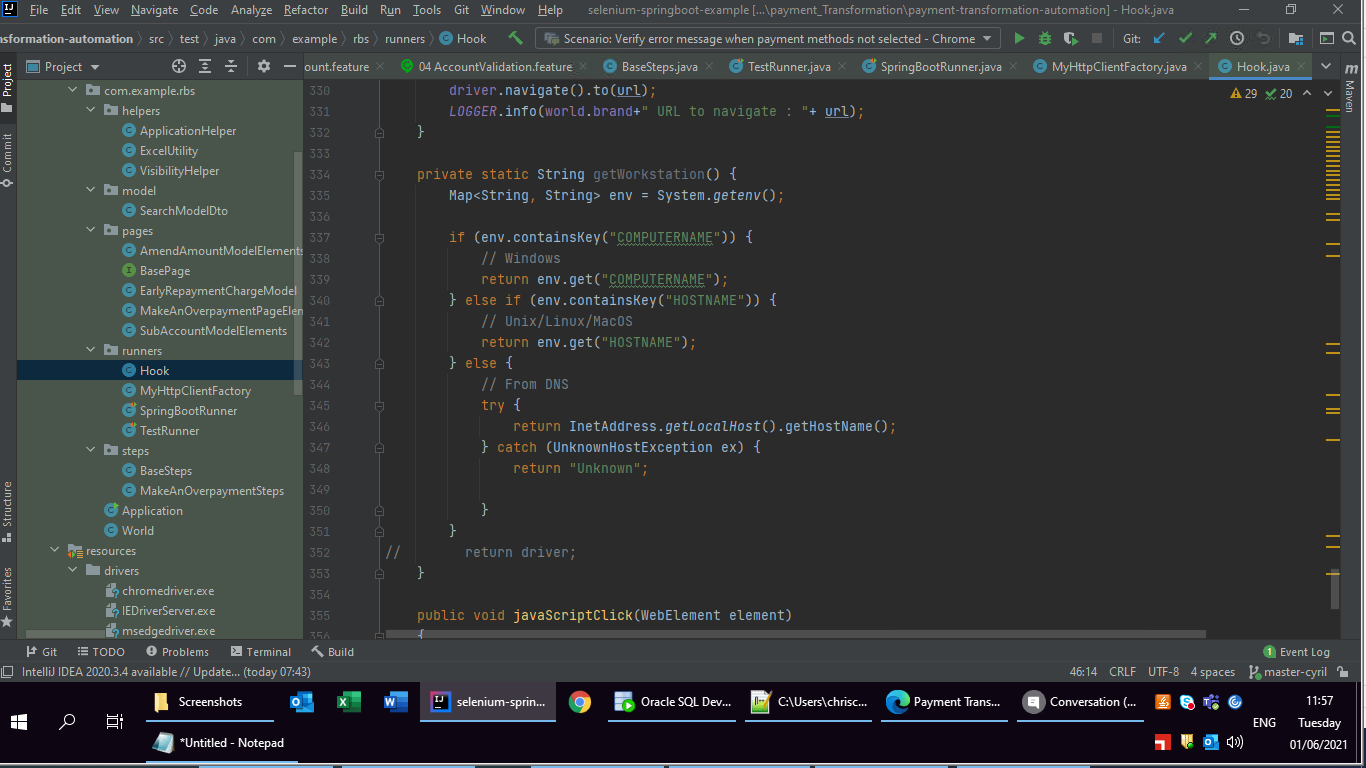 File Edit View Navigate Code Analyze Refactor Build Run Tools Git Window Help selenium-springboot-example [...\payment_Transformation\payment-transformation-automation] - Hook.java
nsformation-automation src test java com example rbs runners Hook Scenario: Verify error message when payment methods not selected - Chrome Git:
Project ount.feature 04 AccountValidation.feature BaseSteps.java TestRunner.java SpringBootRunner.java MyHttpClientFactory.java Hook.java
Project
Commit
Structure
Favorites
Maven
com.example.rbs
helpers
ApplicationHelper
ExcelUtility
VisibilityHelper
model
SearchModelDto
pages
AmendAmountModelElements
BasePage
EarlyRepaymentChargeModel
MakeAnOverpaymentPageElen
SubAccountModelElements
runners
Hook
MyHttpClientFactory
SpringBootRunner
TestRunner
steps
BaseSteps
MakeAnOverpaymentSteps
Application
World
resources
drivers
chromedriver.exe
IEDriverServer.exe
msedgedriver.exe
29 20
330 driver.navigate().to(url);
331 LOGGER.info(world.brand+" URL to navigate : "+ url);
332 }
333
334 private static String getWorkstation() {
335 Map<String, String> env = System.getenv();
336
337 if (env.containsKey("COMPUTERNAME")) {
338 // Windows
339 return env.get("COMPUTERNAME");
340 } else if (env.containsKey("HOSTNAME")) {
341 // Unix/Linux/MacOS
342 return env.get("HOSTNAME");
343 } else {
344 // From DNS
345 try {
346 return InetAddress.getLocalHost().getHostName();
347 } catch (UnknownHostException ex) {
348 return "Unknown";
349
350 }
351 }
352 // return driver;
353 }
354
355 public void javaScriptClick(WebElement element)
356 {
Git TODO Problems Terminal Build 1 Event Log
IntelliJ IDEA 2020.3.4 available // Update... (today 07:43) 46:14 CRLF UTF-8 4 spaces master-cyril
Screenshots selenium-sprin... Oracle SQL Dev... C:\Users\chrisc... Payment Trans... Conversation (... 11:57
ENG Tuesday
*Untitled - Notepad 01/06/2021